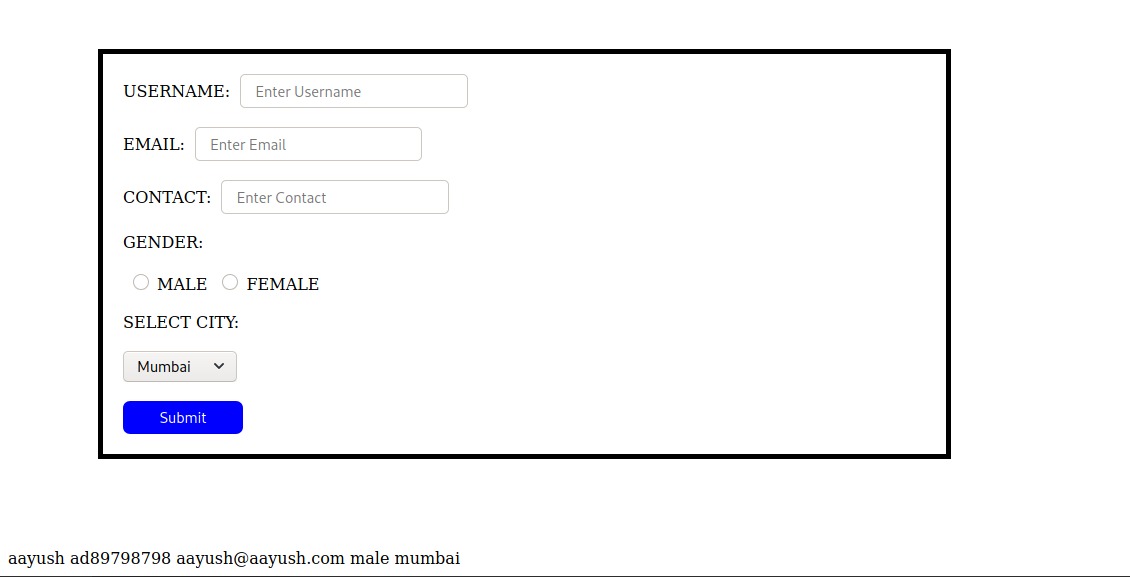 USERNAME: Enter Username
EMAIL: Enter Email
CONTACT: Enter Contact
GENDER:
MALE FEMALE
SELECT CITY:
Mumbai
Submit
aayush ad89798798 aayush@aayush.com male mumbai